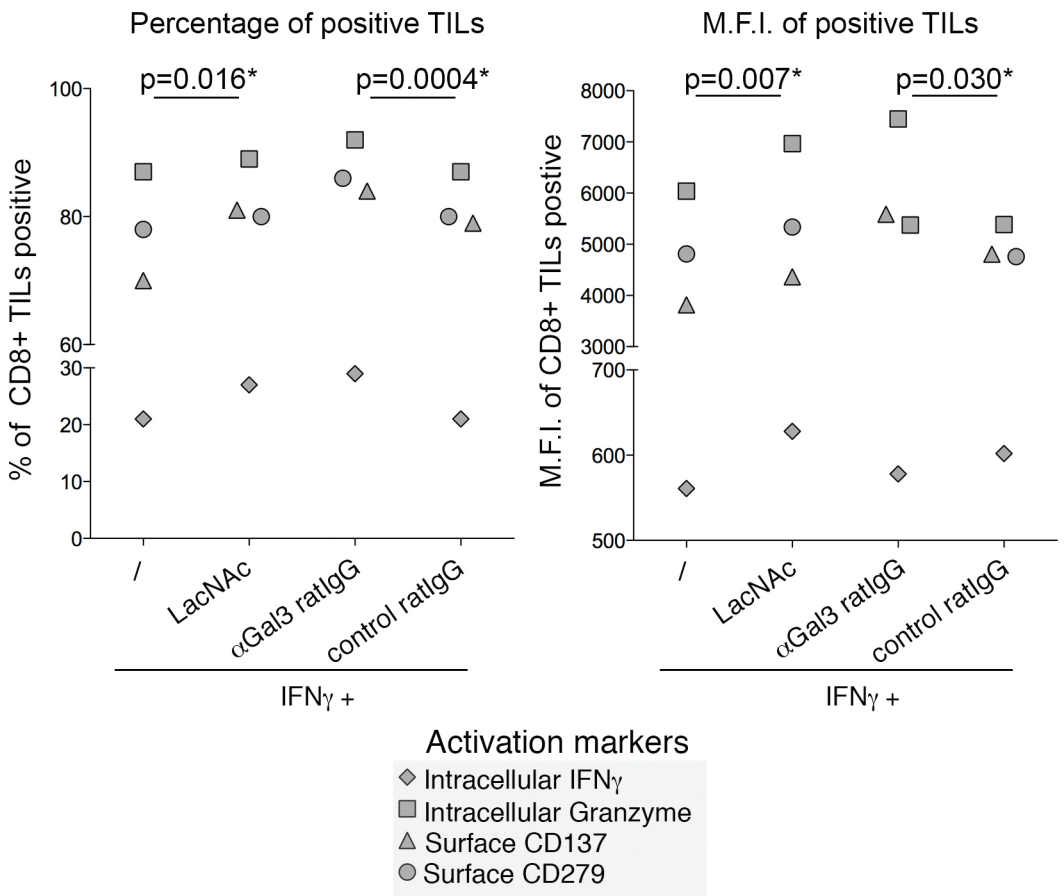 Percentage of positive TILs
p=0.016*
p=0.0004*
% of CD8+ TILs positive
100
80
60
30
20
10
0
/
LacNAc
αGal3 ratIgG
control ratIgG
IFNγ +
M.F.I. of positive TILs
p=0.007*
p=0.030*
M.F.I. of CD8+ TILs postive
8000
7000
6000
5000
4000
3000
700
600
500
/
LacNAc
αGal3 ratIgG
control ratIgG
IFNγ +
Activation markers
Intracellular IFNγ
Intracellular Granzyme
Surface CD137
Surface CD279